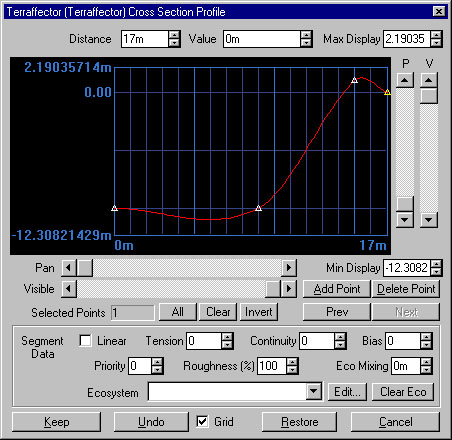 Terraffector (Terraffector) Cross Section Profile
Distance 17m Value 0m Max Display 2.19035
2.19035714m P V
0.00
-12.30821429m
0m 17m
Pan Min Display -12.3082
Visible Add Point Delete Point
Selected Points 1 All Clear Invert Prev Next
Segment Data Linear Tension 0 Continuity 0 Bias 0
Priority 0 Roughness (%) 100 Eco Mixing 0m
Ecosystem Edit... Clear Eco
Keep Undo Grid Restore Cancel